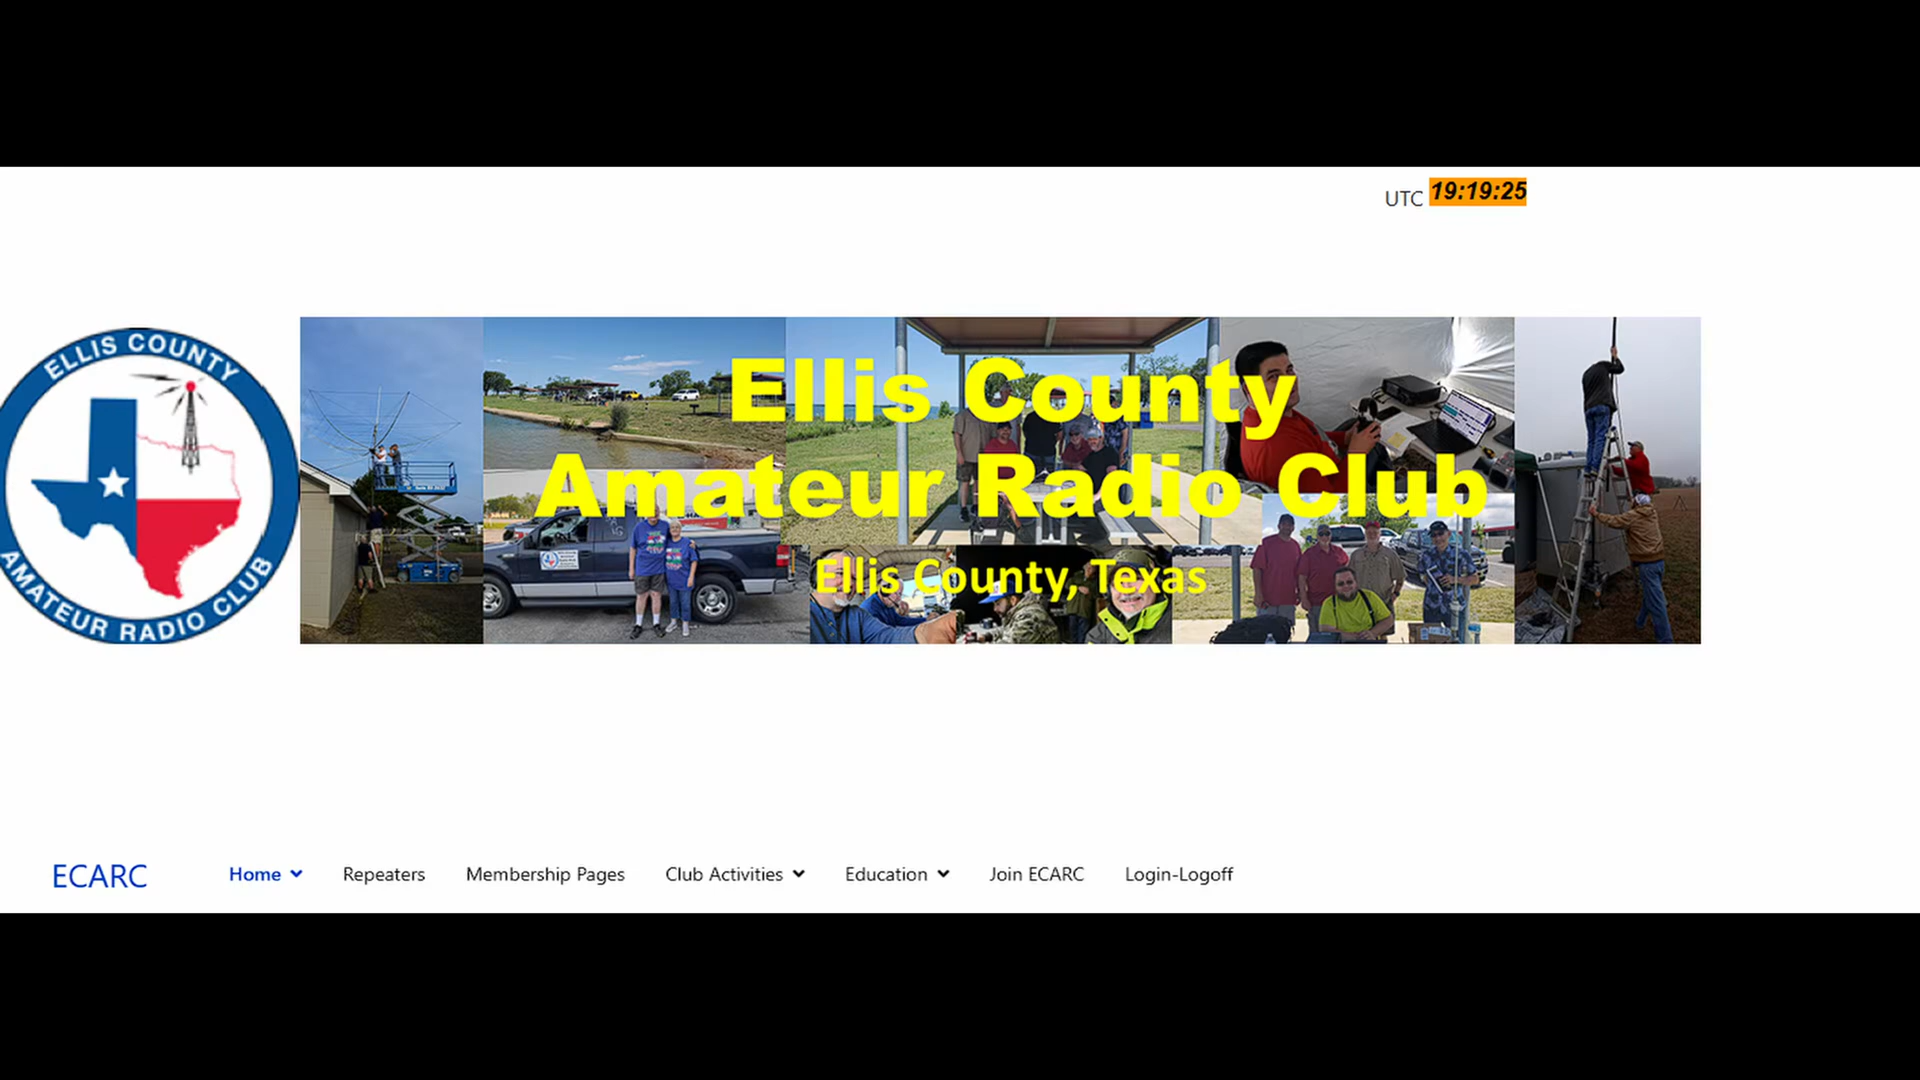 UTC 19:19:25
ELLIS COUNTY
AMATEUR RADIO CLUB
Ellis County
Amateur Radio Club
Ellis County, Texas
ECARC Home Repeaters Membership Pages Club Activities Education Join ECARC Login-Logoff